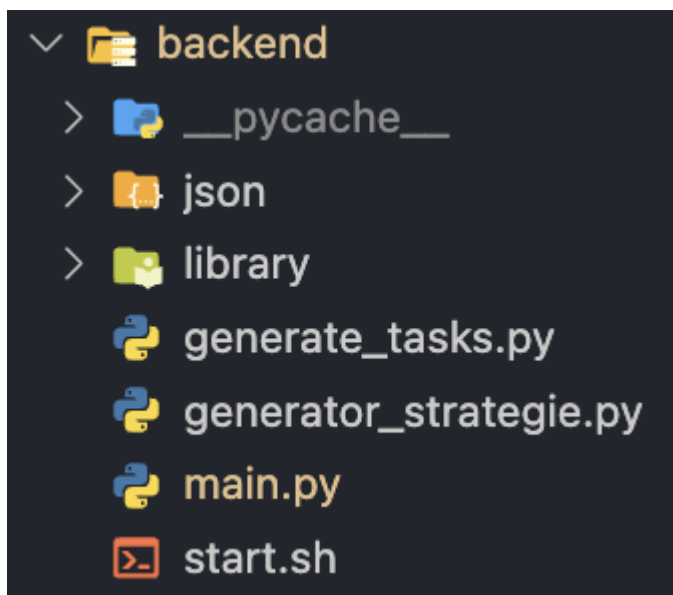 backend
__pycache__
json
library
generate_tasks.py
generator_strategie.py
main.py
start.sh